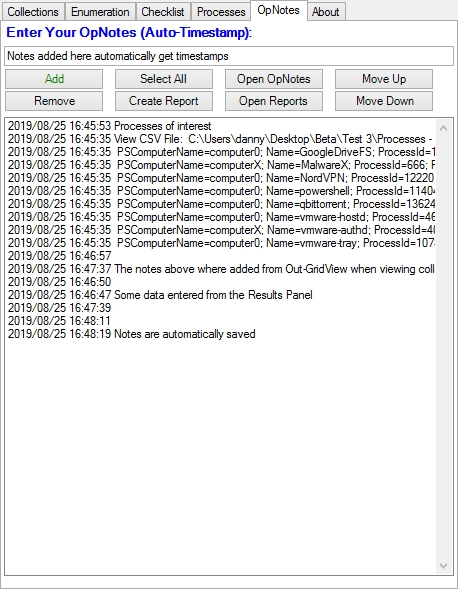 Collections Enumeration Checklist Processes OpNotes About
Enter Your OpNotes (Auto-Timestamp):
Notes added here automatically get timestamps
Add Select All Open OpNotes Move Up
Remove Create Report Open Reports Move Down
2019/08/25 16:45:53 Processes of interest
2019/08/25 16:45:35 View CSV File: C:\Users\danny\Desktop\Beta\Test 3\Processes -
2019/08/25 16:45:35 PSComputerName=computer0; Name=GoogleDriveFS; ProcessId=1
2019/08/25 16:45:35 PSComputerName=computerX; Name=MalwareX; ProcessId=666;
2019/08/25 16:45:35 PSComputerName=computer0; Name=NordVPN; ProcessId=12220
2019/08/25 16:45:35 PSComputerName=computer0; Name=powershell; ProcessId=1140
2019/08/25 16:45:35 PSComputerName=computer0; Name=qbittorrent; ProcessId=13624
2019/08/25 16:45:35 PSComputerName=computerX; Name=vmware-hostd; ProcessId=46
2019/08/25 16:45:35 PSComputerName=computerX; Name=vmware-authd; ProcessId=40
2019/08/25 16:45:35 PSComputerName=computer0; Name=vmware-tray; ProcessId=107
2019/08/25 16:46:57
2019/08/25 16:47:37 The notes above where added from Out-GridView when viewing coll
2019/08/25 16:46:50
2019/08/25 16:46:47 Some data entered from the Results Panel
2019/08/25 16:47:39
2019/08/25 16:48:11
2019/08/25 16:48:19 Notes are automatically saved